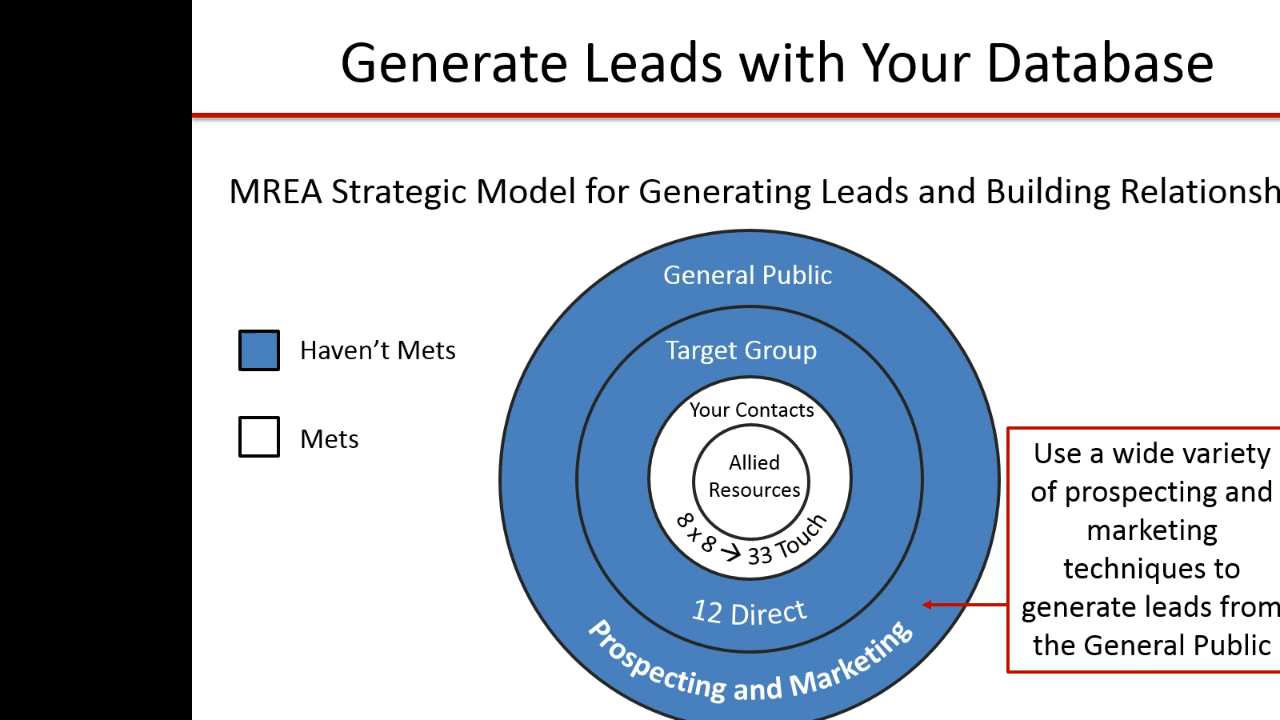 Generate Leads with Your Database
MREA Strategic Model for Generating Leads and Building Relationsh
General Public
Haven't Mets
Target Group
Your Contacts
Mets
Allied
Resources
8 x 8 → 33 Touch
12 Direct
Prospecting and Marketing
Use a wide variety
of prospecting and
marketing
techniques to
generate leads from
the General Public